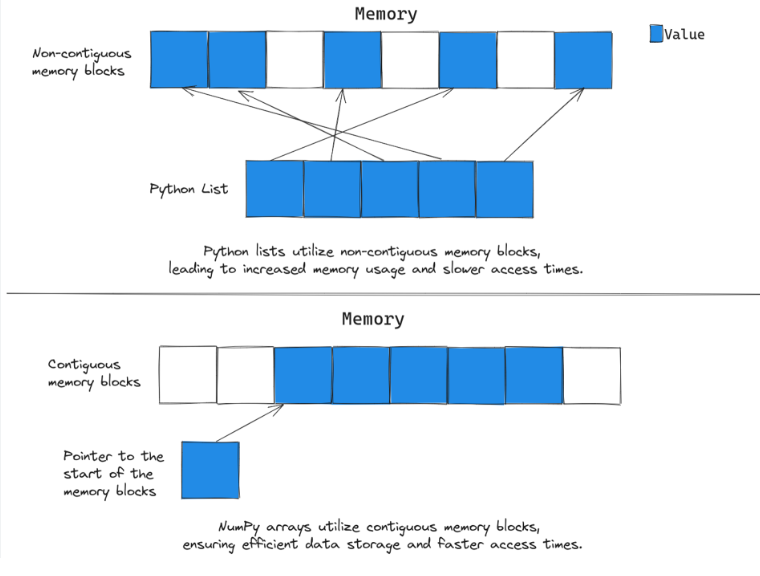 Memory
Value
Non-contiguous
memory blocks
Python List
Python lists utilize non-contiguous memory blocks,
leading to increased memory usage and slower access times.
Memory
Contiguous
memory blocks
Pointer to the
start of the
memory blocks
NumPy arrays utilize contiguous memory blocks,
ensuring efficient data storage and faster access times.